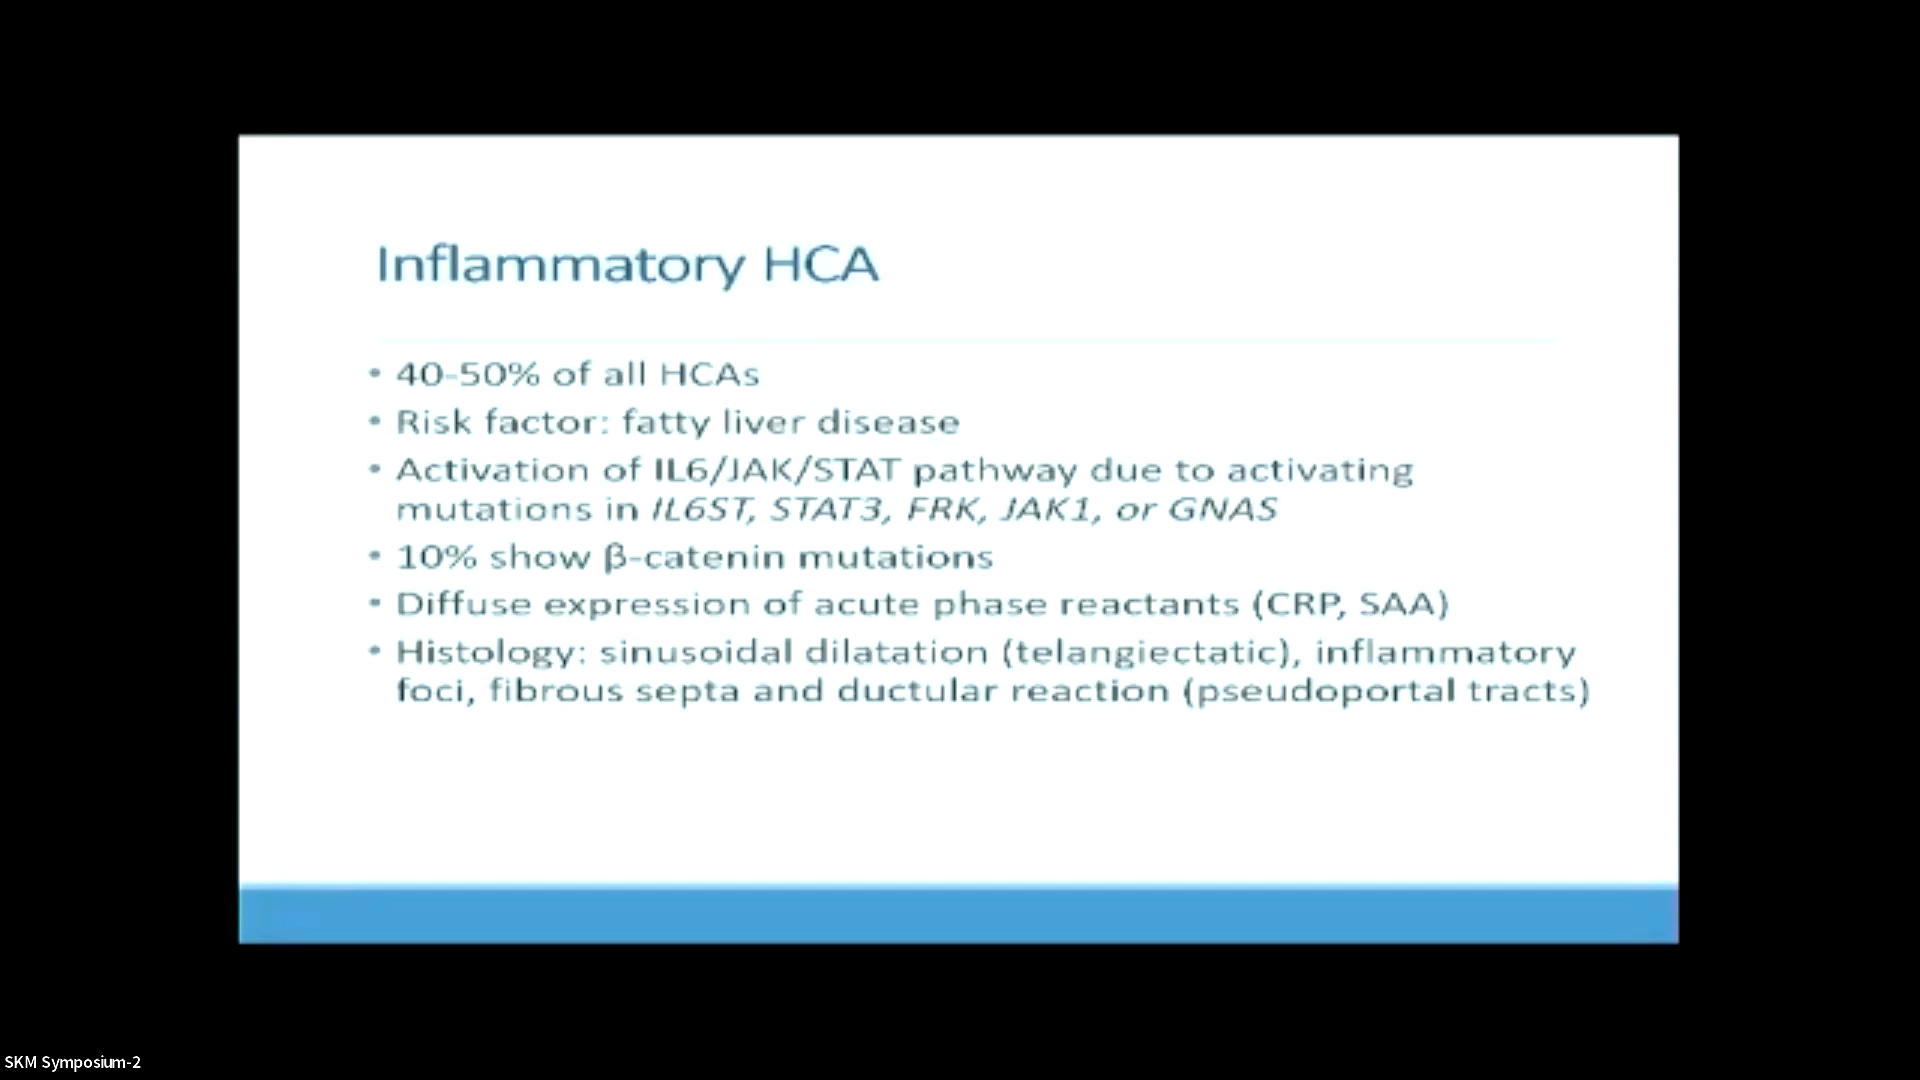 Inflammatory HCA
• 40-50% of all HCAs
• Risk factor: fatty liver disease
• Activation of IL6/JAK/STAT pathway due to activating
mutations in IL6ST, STAT3, FRK, JAK1, or GNAS
• 10% show β-catenin mutations
• Diffuse expression of acute phase reactants (CRP, SAA)
• Histology: sinusoidal dilatation (telangiectatic), inflammatory
foci, fibrous septa and ductular reaction (pseudoportal tracts)
SKM Symposium-2